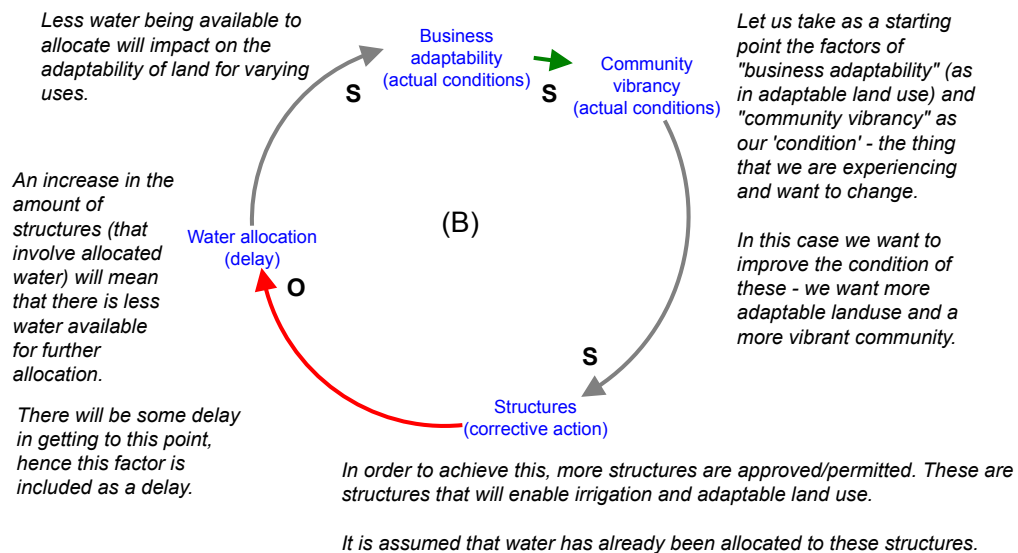 Less water being available to
allocate will impact on the
adaptability of land for varying
uses.
Business
adaptability
(actual conditions)
S
S
Community
vibrancy
(actual conditions)
Let us take as a starting
point the factors of
"business adaptability" (as
in adaptable land use) and
"community vibrancy" as
our 'condition' - the thing
that we are experiencing
and want to change.
In this case we want to
improve the condition of
these - we want more
adaptable landuse and a
more vibrant community.
An increase in the
amount of
structures (that
involve allocated
water) will mean
that there is less
water available
for further
allocation.
There will be some delay
in getting to this point,
hence this factor is
included as a delay.
Water allocation
(delay)
(B)
O
S
Structures
(corrective action)
In order to achieve this, more structures are approved/permitted. These are
structures that will enable irrigation and adaptable land use.
It is assumed that water has already been allocated to these structures.